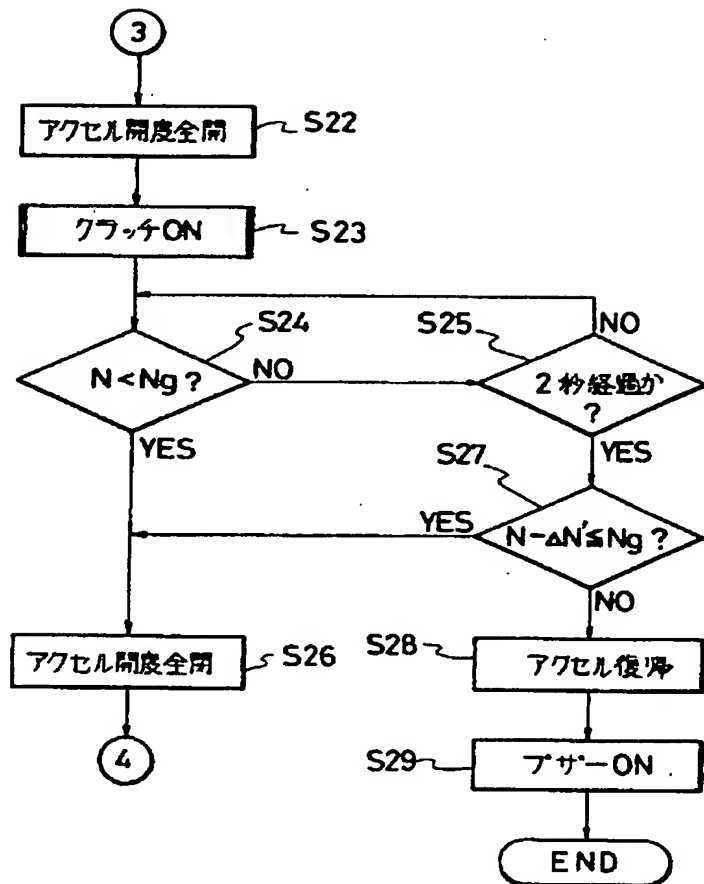 3
アクセル開度全開
S22
クラッチON
S23
S24
S25
NO
N<Ng?
NO
2秒経過か
?
YES
YES
S27
YES
N-ΔN'≦Ng?
NO
アクセル開度全閉
S26
S28
アクセル復帰
4
S29
ブザーON
END